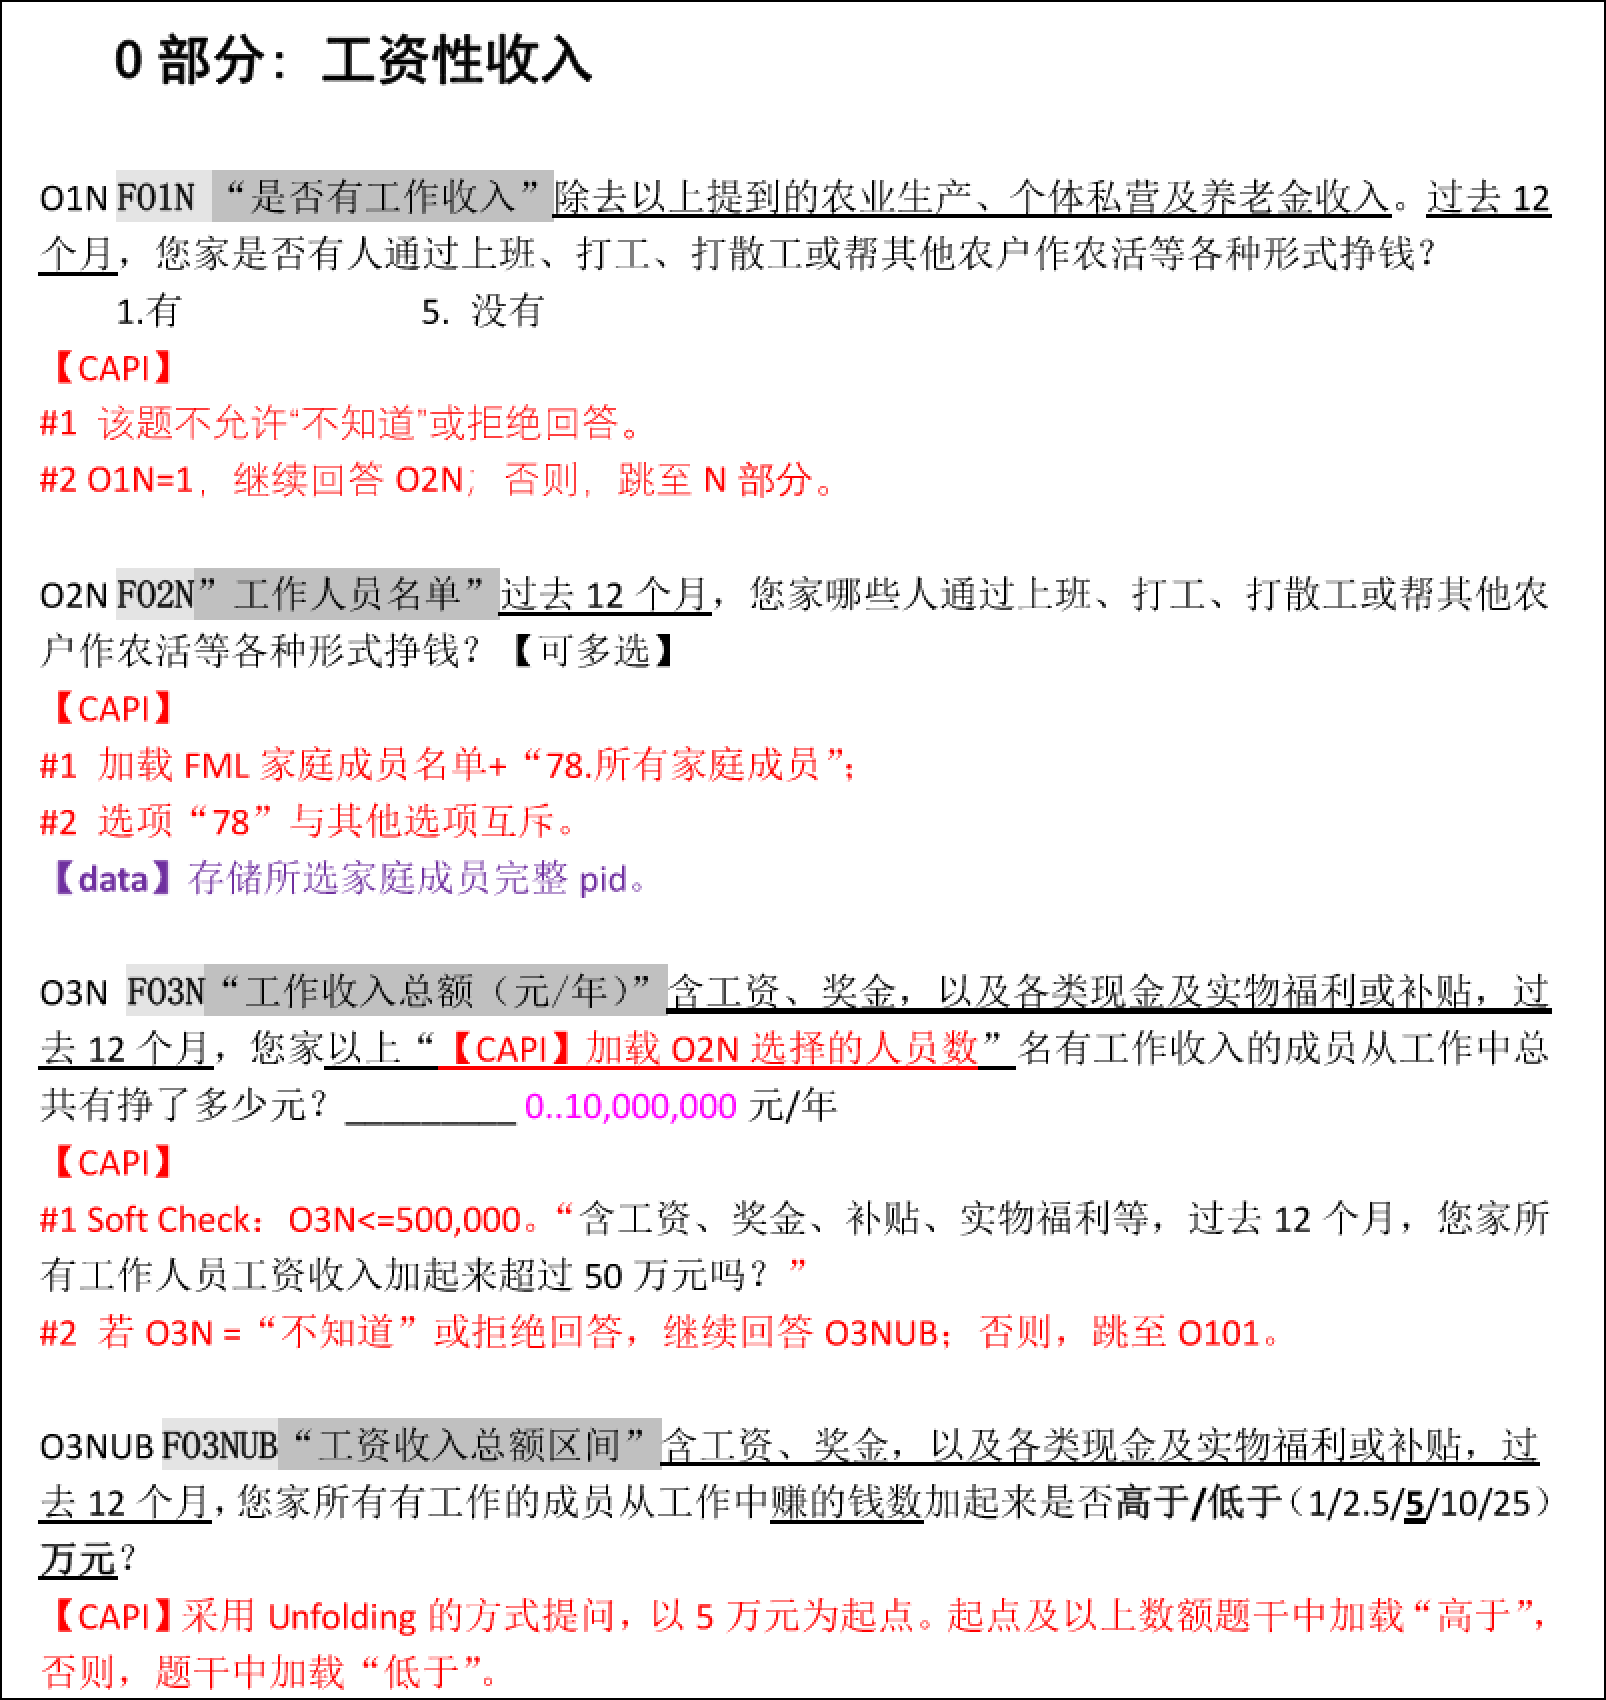 O 部分：工资性收入
O1N FO1N “是否有工作收入”除去以上提到的农业生产、个体私营及养老金收入。过去 12
个月，您家是否有人通过上班、打工、打散工或帮其他农户作农活等各种形式挣钱？
1.有 5. 没有
【CAPI】
#1 该题不允许“不知道”或拒绝回答。
#2 O1N=1，继续回答 O2N；否则，跳至 N 部分。
O2N FO2N”工作人员名单”过去 12 个月，您家哪些人通过上班、打工、打散工或帮其他农
户作农活等各种形式挣钱？【可多选】
【CAPI】
#1 加载 FML 家庭成员名单+“78.所有家庭成员”；
#2 选项“78”与其他选项互斥。
【data】存储所选家庭成员完整 pid。
O3N FO3N“工作收入总额（元/年）”含工资、奖金，以及各类现金及实物福利或补贴，过
去 12 个月，您家以上“【CAPI】加载 O2N 选择的人员数”名有工作收入的成员从工作中总
共有挣了多少元？_________ 0..10,000,000 元/年
【CAPI】
#1 Soft Check：O3N<=500,000。“含工资、奖金、补贴、实物福利等，过去 12 个月，您家所
有工作人员工资收入加起来超过 50 万元吗？”
#2 若 O3N =“不知道”或拒绝回答，继续回答 O3NUB；否则，跳至 O101。
O3NUB FO3NUB“工资收入总额区间”含工资、奖金，以及各类现金及实物福利或补贴，过
去 12 个月，您家所有有工作的成员从工作中赚的钱数加起来是否高于/低于（1/2.5/5/10/25）
万元？
【CAPI】采用 Unfolding 的方式提问，以 5 万元为起点。起点及以上数额题干中加载“高于”，
否则，题干中加载“低于”。